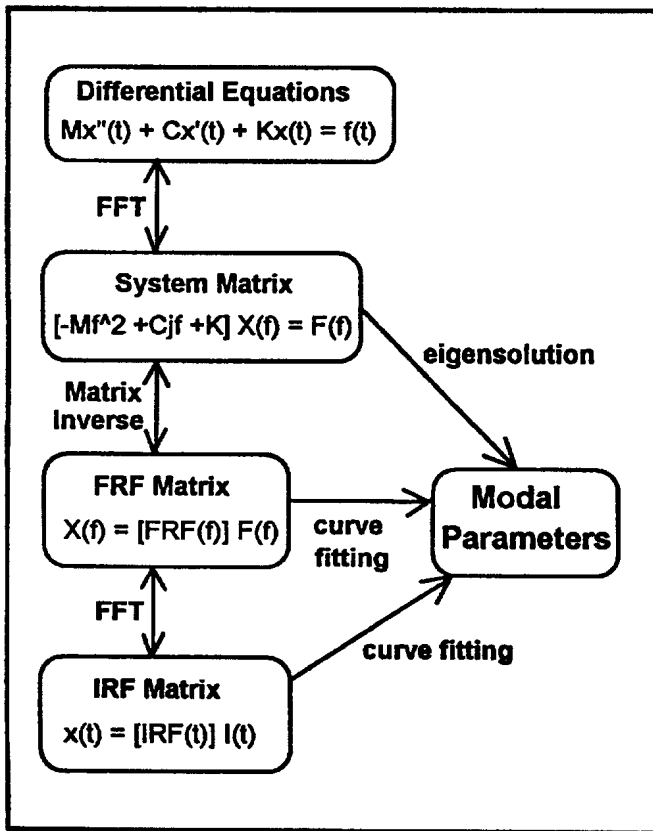 Differential Equations
Mx"(t) + Cx'(t) + Kx(t) = f(t)
FFT
System Matrix
[-Mf^2 +Cjf +K] X(f) = F(f)
eigensolution
Matrix
Inverse
FRF Matrix
X(f) = [FRF(f)] F(f)
curve
fitting
Modal
Parameters
FFT
curve fitting
IRF Matrix
x(t) = [IRF(t)] I(t)